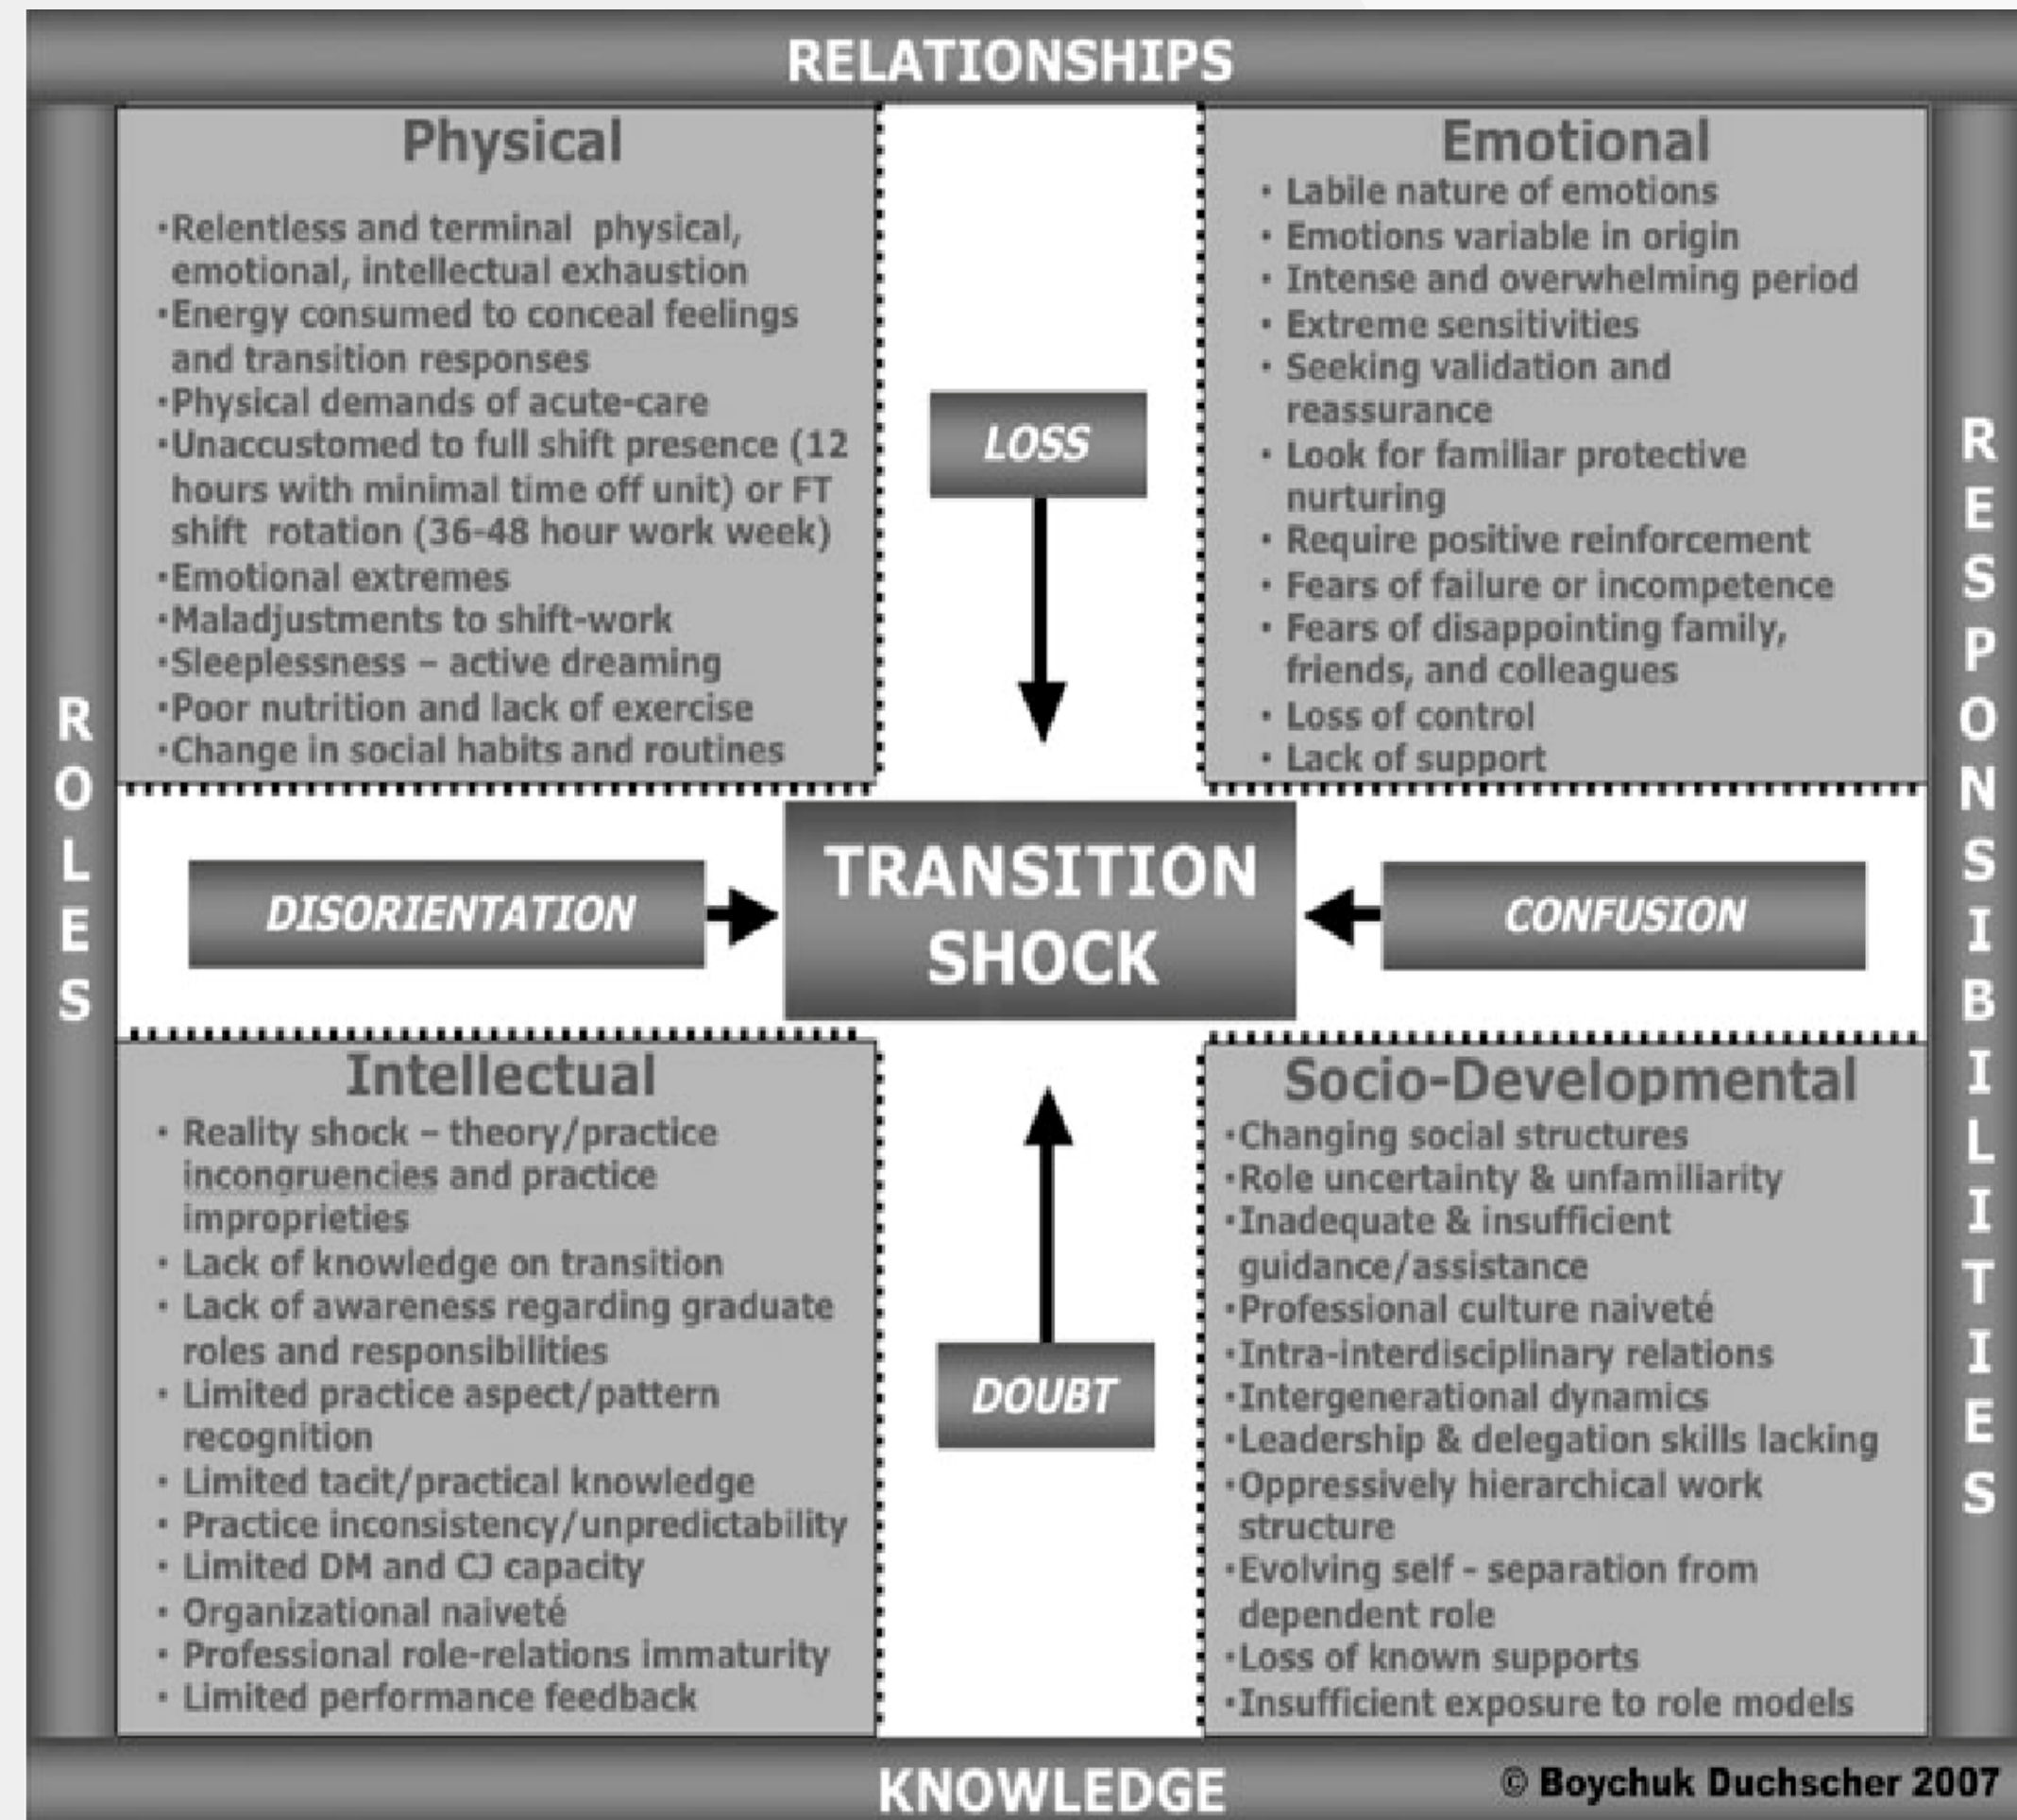 RELATIONSHIPS
ROLES
Physical
•Relentless and terminal physical,
emotional, intellectual exhaustion
•Energy consumed to conceal feelings
and transition responses
•Physical demands of acute-care
•Unaccustomed to full shift presence (12
hours with minimal time off unit) or FT
shift rotation (36-48 hour work week)
•Emotional extremes
•Maladjustments to shift-work
•Sleeplessness – active dreaming
•Poor nutrition and lack of exercise
•Change in social habits and routines
LOSS
Emotional
• Labile nature of emotions
• Emotions variable in origin
• Intense and overwhelming period
• Extreme sensitivities
• Seeking validation and
reassurance
• Look for familiar protective
nurturing
• Require positive reinforcement
• Fears of failure or incompetence
• Fears of disappointing family,
friends, and colleagues
• Loss of control
• Lack of support
RESPONSIBILITIES
DISORIENTATION
TRANSITION
SHOCK
CONFUSION
Intellectual
• Reality shock – theory/practice
incongruencies and practice
improprieties
• Lack of knowledge on transition
• Lack of awareness regarding graduate
roles and responsibilities
• Limited practice aspect/pattern
recognition
• Limited tacit/practical knowledge
• Practice inconsistency/unpredictability
• Limited DM and CJ capacity
• Organizational naiveté
• Professional role-relations immaturity
• Limited performance feedback
DOUBT
Socio-Developmental
•Changing social structures
•Role uncertainty & unfamiliarity
•Inadequate & insufficient
guidance/assistance
•Professional culture naiveté
•Intra-interdisciplinary relations
•Intergenerational dynamics
•Leadership & delegation skills lacking
•Oppressively hierarchical work
structure
•Evolving self - separation from
dependent role
•Loss of known supports
•Insufficient exposure to role models
KNOWLEDGE
© Boychuk Duchscher 2007